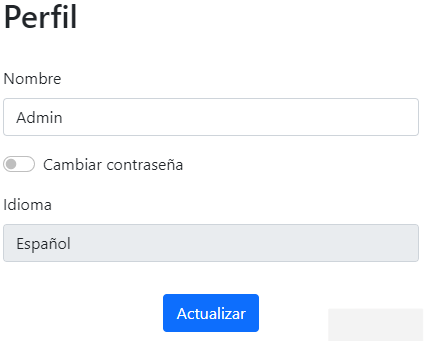 Perfil
Nombre
Admin
Cambiar contraseña
Idioma
Español
Actualizar